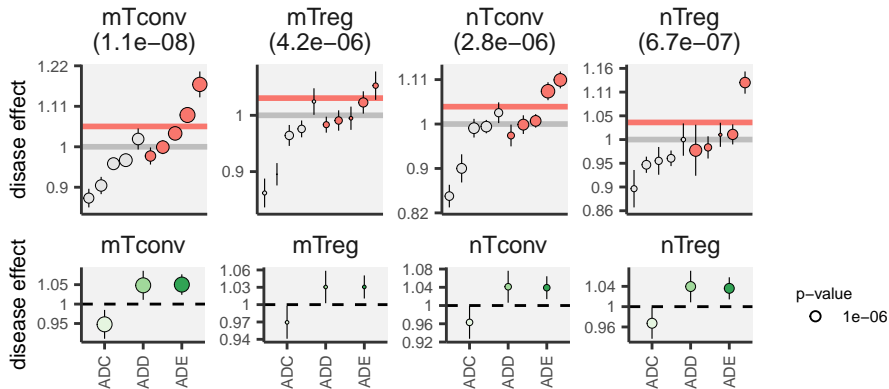 mTconv
(1.1e−08)
mTreg
(4.2e−06)
nTconv
(2.8e−06)
nTreg
(6.7e−07)
disease effect
1.22
1.11
1
0.9
1
0.9
1.11
1
0.9
0.82
1.16
1.1
1.05
1
0.95
0.9
0.86
mTconv
mTreg
nTconv
nTreg
disease effect
1.05
1
0.95
1.06
1.03
1
0.97
0.94
1.08
1.04
1
0.96
0.92
1.04
1
0.96
ADC
ADD
ADE
ADC
ADD
ADE
ADC
ADD
ADE
ADC
ADD
ADE
p−value
1e−06